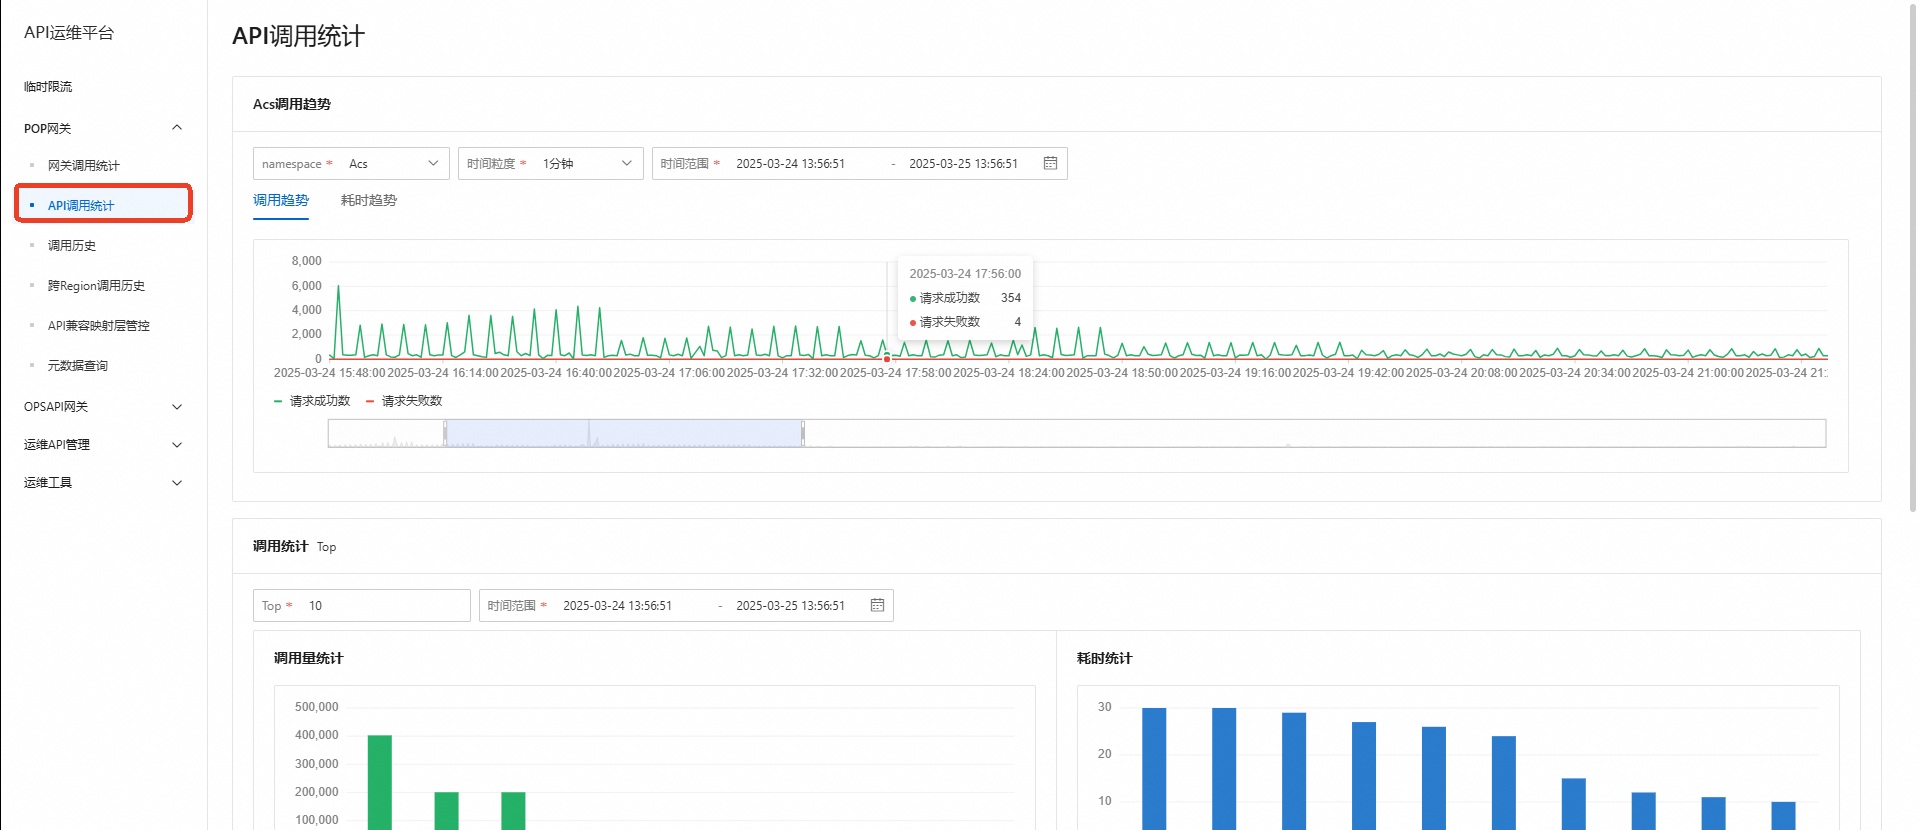 API运维平台
临时限流
POP网关
网关调用统计
API调用统计
调用历史
跨Region调用历史
API兼容映射层管控
元数据查询
OPSAPI网关
运维API管理
运维工具
API调用统计
Acs调用趋势
namespace * Acs
时间粒度 * 1分钟
时间范围 * 2025-03-24 13:56:51 - 2025-03-25 13:56:51
调用趋势 耗时趋势
8,000
6,000
4,000
2,000
0
2025-03-24 17:56:00
请求成功数 354
请求失败数 4
2025-03-24 15:48:00 2025-03-24 16:14:00 2025-03-24 16:40:00 2025-03-24 17:06:00 2025-03-24 17:32:00 2025-03-24 17:58:00 2025-03-24 18:24:00 2025-03-24 18:50:00 2025-03-24 19:16:00 2025-03-24 19:42:00 2025-03-24 20:08:00 2025-03-24 20:34:00 2025-03-24 21:00:00 2025-03-24 21:
请求成功数 请求失败数
调用统计 Top
Top * 10
时间范围 * 2025-03-24 13:56:51 - 2025-03-25 13:56:51
调用量统计
500,000
400,000
300,000
200,000
100,000
耗时统计
30
20
10